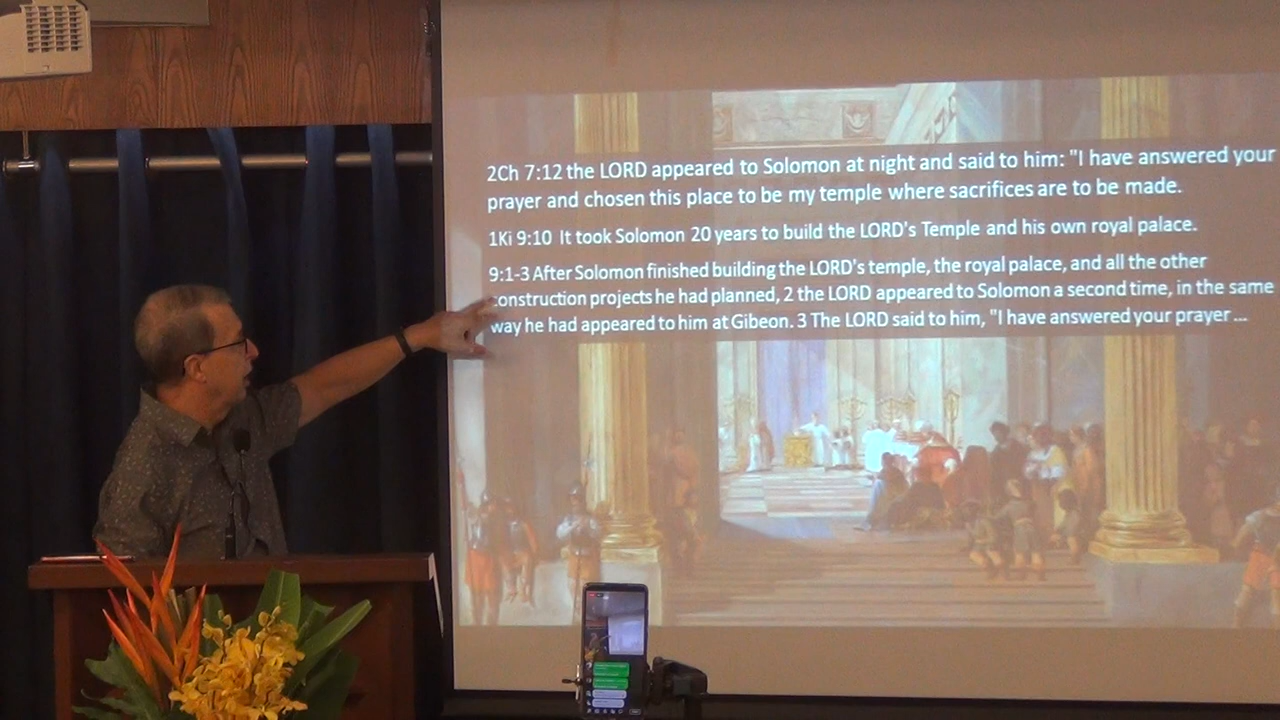 2Ch 7:12 the LORD appeared to Solomon at night and said to him: "I have answered your
prayer and chosen this place to be my temple where sacrifices are to be made.
1Ki 9:10 It took Solomon 20 years to build the LORD's Temple and his own royal palace.
9:1-3 After Solomon finished building the LORD's temple, the royal palace, and all the other
construction projects he had planned, 2 the LORD appeared to Solomon a second time, in the same
way he had appeared to him at Gibeon. 3 The LORD said to him, "I have answered your prayer ...